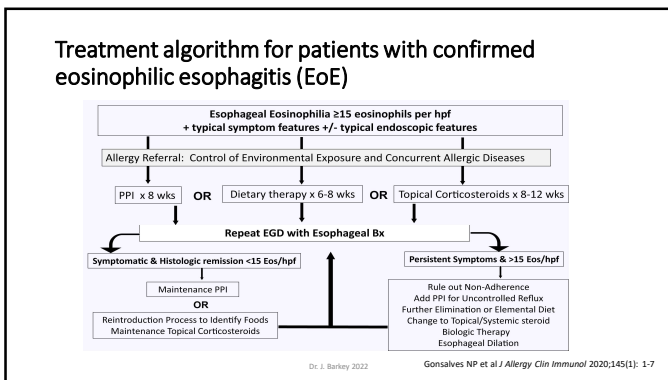 Treatment algorithm for patients with confirmed
eosinophilic esophagitis (EoE)
Esophageal Eosinophilia ≥15 eosinophils per hpf
+ typical symptom features +/- typical endoscopic features
Allergy Referral: Control of Environmental Exposure and Concurrent Allergic Diseases
PPI x 8 wks OR Dietary therapy x 6-8 wks OR Topical Corticosteroids x 8-12 wks
Repeat EGD with Esophageal Bx
Symptomatic & Histologic remission <15 Eos/hpf
Maintenance PPI
OR
Reintroduction Process to Identify Foods
Maintenance Topical Corticosteroids
Persistent Symptoms & >15 Eos/hpf
Rule out Non-Adherence
Add PPI for Uncontrolled Reflux
Further Elimination or Elemental Diet
Change to Topical/Systemic steroid
Biologic Therapy
Esophageal Dilation
Dr. J. Barkey 2022
Gonsalves NP et al J Allergy Clin Immunol 2020;145(1): 1-7